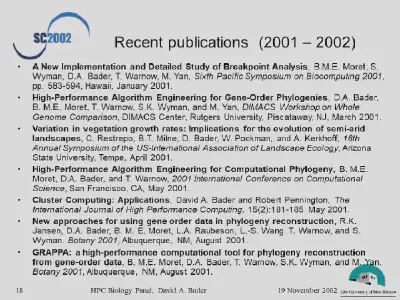 SC2002
Recent publications (2001 – 2002)
• A New Implementation and Detailed Study of Breakpoint Analysis, B.M.E. Moret, S.
Wyman, D.A. Bader, T. Warnow, M. Yan, Sixth Pacific Symposium on Biocomputing 2001,
pp. 583-594, Hawaii, January 2001.
• High-Performance Algorithm Engineering for Gene-Order Phylogenies, D.A. Bader,
B. M.E. Moret, T. Warnow, S.K. Wyman, and M. Yan, DIMACS Workshop on Whole
Genome Comparison, DIMACS Center, Rutgers University, Piscataway, NJ, March 2001.
• Variation in vegetation growth rates: Implications for the evolution of semi-arid
landscapes, C. Restrepo, B.T. Milne, D. Bader, W. Pockman, and A. Kerkhoff, 16th
Annual Symposium of the US-International Association of Landscape Ecology, Arizona
State University, Tempe, April 2001.
• High-Performance Algorithm Engineering for Computational Phylogeny, B. M.E.
Moret, D.A. Bader, and T. Warnow, 2001 International Conference on Computational
Science, San Francisco, CA, May 2001.
• Cluster Computing: Applications, David A. Bader and Robert Pennington, The
International Journal of High Performance Computing, 15(2):181-185, May 2001.
• New approaches for using gene order data in phylogeny reconstruction, R.K.
Jansen, D.A. Bader, B. M. E. Moret, L.A. Raubeson, L.-S. Wang, T. Warnow, and S.
Wyman. Botany 2001, Albuquerque, NM, August 2001.
• GRAPPA: a high-performance computational tool for phylogeny reconstruction
from gene-order data, B. M.E. Moret, D.A. Bader, T. Warnow, S.K. Wyman, and M. Yan.
Botany 2001, Albuquerque, NM, August 2001.
18 HPC Biology Panel, David A. Bader 19 November 2002
The University of New Mexico